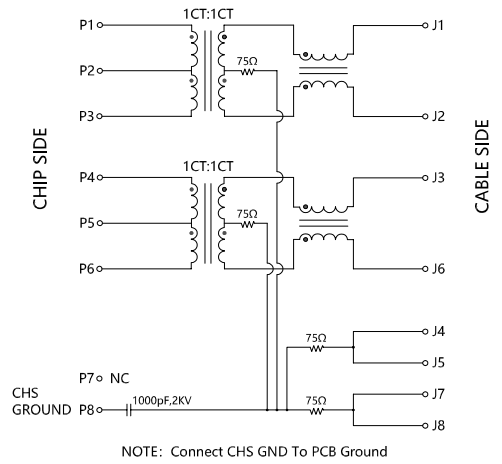 1CT:1CT
P1
J1
75Ω
P2
P3
J2
CHIP SIDE
CABLE SIDE
1CT:1CT
P4
J3
75Ω
P5
P6
J6
75Ω
J4
J5
P7 NC
CHS
GROUND P8
1000pF,2KV
75Ω
J7
J8
NOTE: Connect CHS GND To PCB Ground